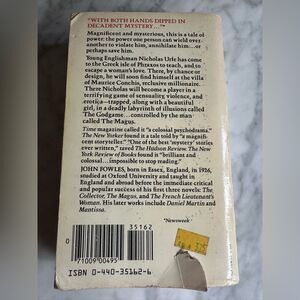 "WITH BOTH HANDS DIPPED IN
DECADENT MYSTERY..."*
Magnificent and mysterious, this is a tale of
power: the power one person can wield over
another to violate him, annihilate him...or
perhaps save him.
Young Englishman Nicholas Urfe has come
to the Greek isle of Phraxos to teach, and
to escape a woman's love. There, by chance or
design, he will soon find himself at the villa
of Maurice Conchis, reclusive millionaire.
There Nicholas will become a player in a
terrifying game of sensuality, violence, and
erotica—trapped, along with a beautiful
girl, in a deadly labyrinth of illusions called
The Godgame...controlled by the man
called The Magus.
Time magazine called it "a colossal psychodrama."
The New Yorker found it a tale told by "a magnifi-
cent storyteller." "One of the best 'mystery' stories
ever written," raved The Hudson Review. The New
York Review of Books found it "brilliant and
colossal...impossible to stop reading."
JOHN FOWLES, born in Essex, England, in 1926,
studied at Oxford University and taught in
England and abroad before the immediate critical and
popular success of his first three novels: The
Collector, The Magus, and The French Lieutenant's
Woman. His later works include Daniel Martin and
Mantissa.
*Newsweek
35162
71009 00495
ISBN 0-440-35162-6